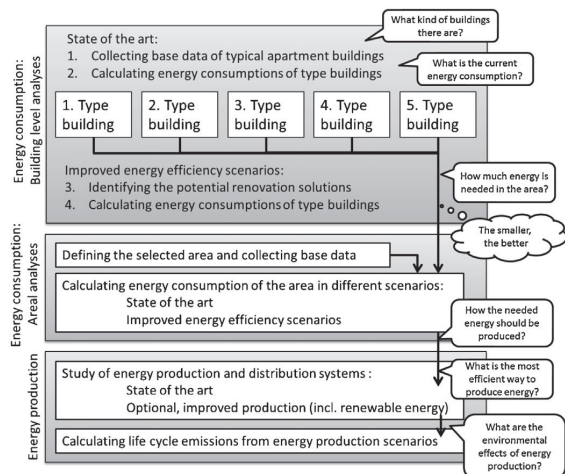 Energy consumption:
Building level analyses
State of the art:
1. Collecting base data of typical apartment buildings
2. Calculating energy consumptions of type buildings
What kind of buildings
there are?
What is the current
energy consumption?
1. Type
building
2. Type
building
3. Type
building
4. Type
building
5. Type
building
Improved energy efficiency scenarios:
3. Identifying the potential renovation solutions
4. Calculating energy consumptions of type buildings
How much energy is
needed in the area?
The smaller,
the better
Energy consumption:
Areal analyses
Defining the selected area and collecting base data
Calculating energy consumption of the area in different scenarios:
State of the art
Improved energy efficiency scenarios
How the needed
energy should be
produced?
Energy production
Study of energy production and distribution systems :
State of the art
Optional, improved production (incl. renewable energy)
What is the most
efficient way to
produce energy?
Calculating life cycle emissions from energy production scenarios
What are the
environmental
effects of energy
production?